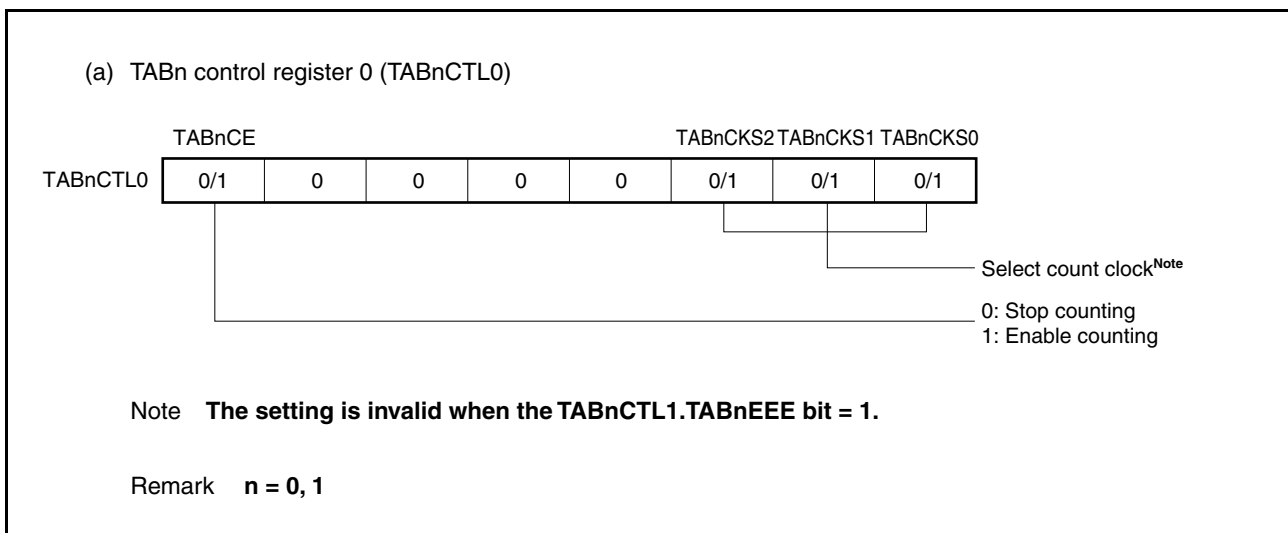 (a) TABn control register 0 (TABnCTL0)
TABnCE TABnCKS2 TABnCKS1 TABnCKS0
TABnCTL0 0/1 0 0 0 0 0/1 0/1 0/1
Select count clockNote
0: Stop counting
1: Enable counting
Note The setting is invalid when the TABnCTL1.TABnEEE bit = 1.
Remark n = 0, 1